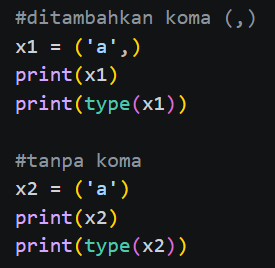 #ditambahkan koma (,)
x1 = ('a',)
print(x1)
print(type(x1))

#tanpa koma
x2 = ('a')
print(x2)
print(type(x2))